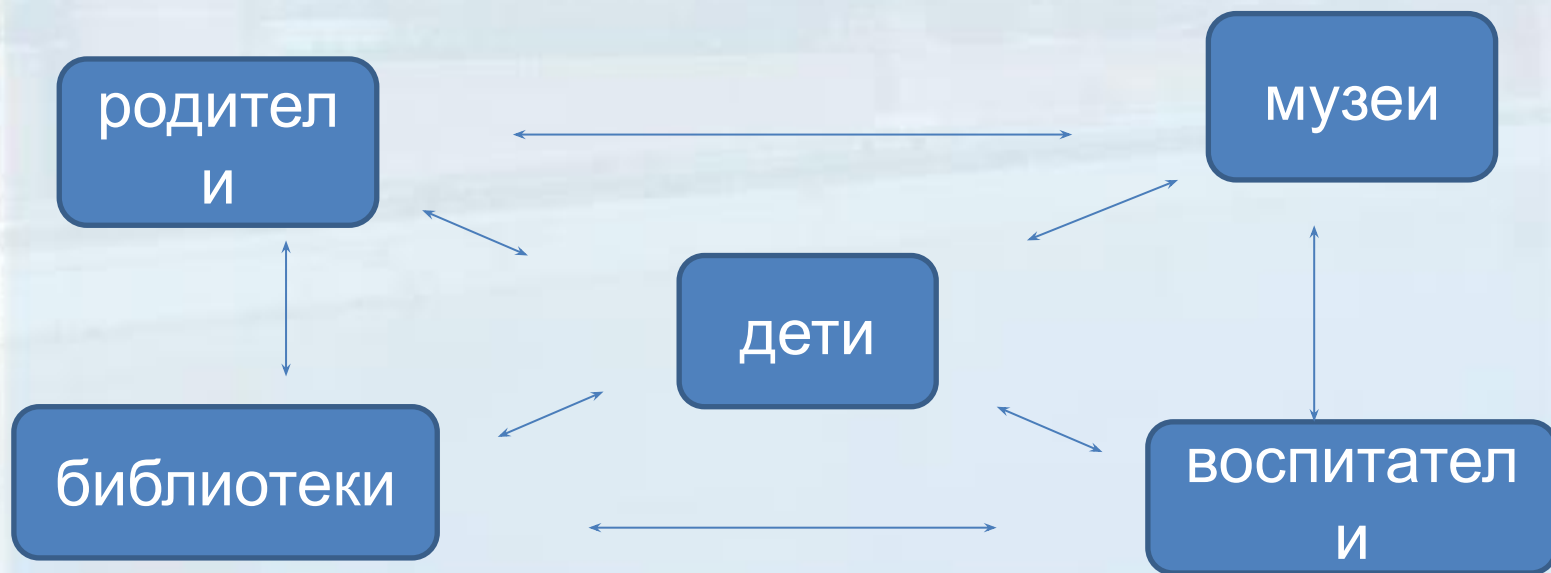 родител
и
музеи
дети
библиотеки
воспитател
и